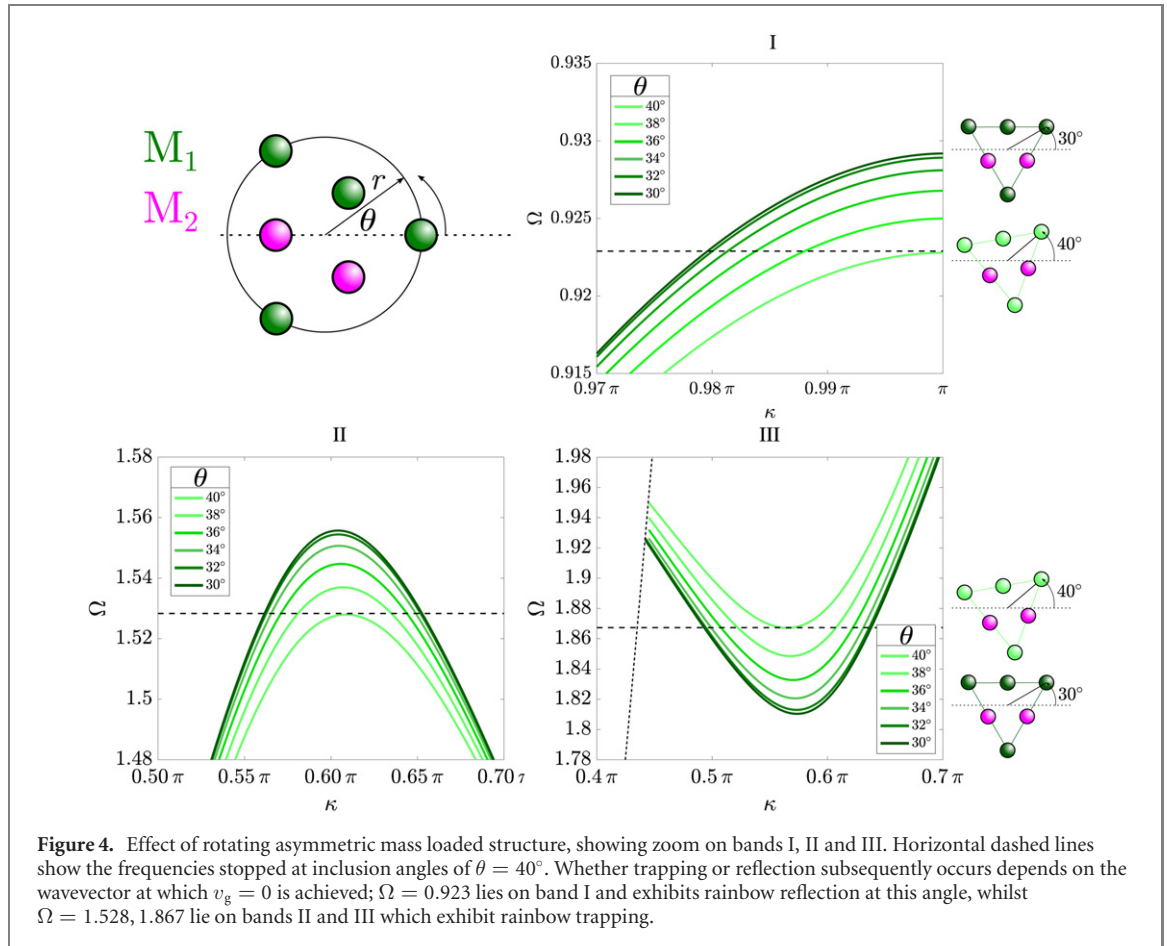 M₁
M₂
r
θ
I
0.935
0.93
0.925
0.92
0.915
Ω
θ
40°
38°
36°
34°
32°
30°
0.97 π
0.98 π
0.99 π
π
κ
30°
40°
II
1.58
1.56
1.54
1.52
1.5
1.48
Ω
θ
40°
38°
36°
34°
32°
30°
0.50 π
0.55 π
0.60 π
0.65 π
0.70 τ
κ
III
1.98
1.96
1.94
1.92
1.9
1.88
1.86
1.84
1.82
1.8
1.78
Ω
θ
40°
38°
36°
34°
32°
30°
0.4 π
0.5 π
0.6 π
0.7 π
κ
40°
30°
Figure 4. Effect of rotating asymmetric mass loaded structure, showing zoom on bands I, II and III. Horizontal dashed lines
show the frequencies stopped at inclusion angles of θ = 40°. Whether trapping or reflection subsequently occurs depends on the
wavevector at which v_g = 0 is achieved; Ω = 0.923 lies on band I and exhibits rainbow reflection at this angle, whilst
Ω = 1.528, 1.867 lie on bands II and III which exhibit rainbow trapping.